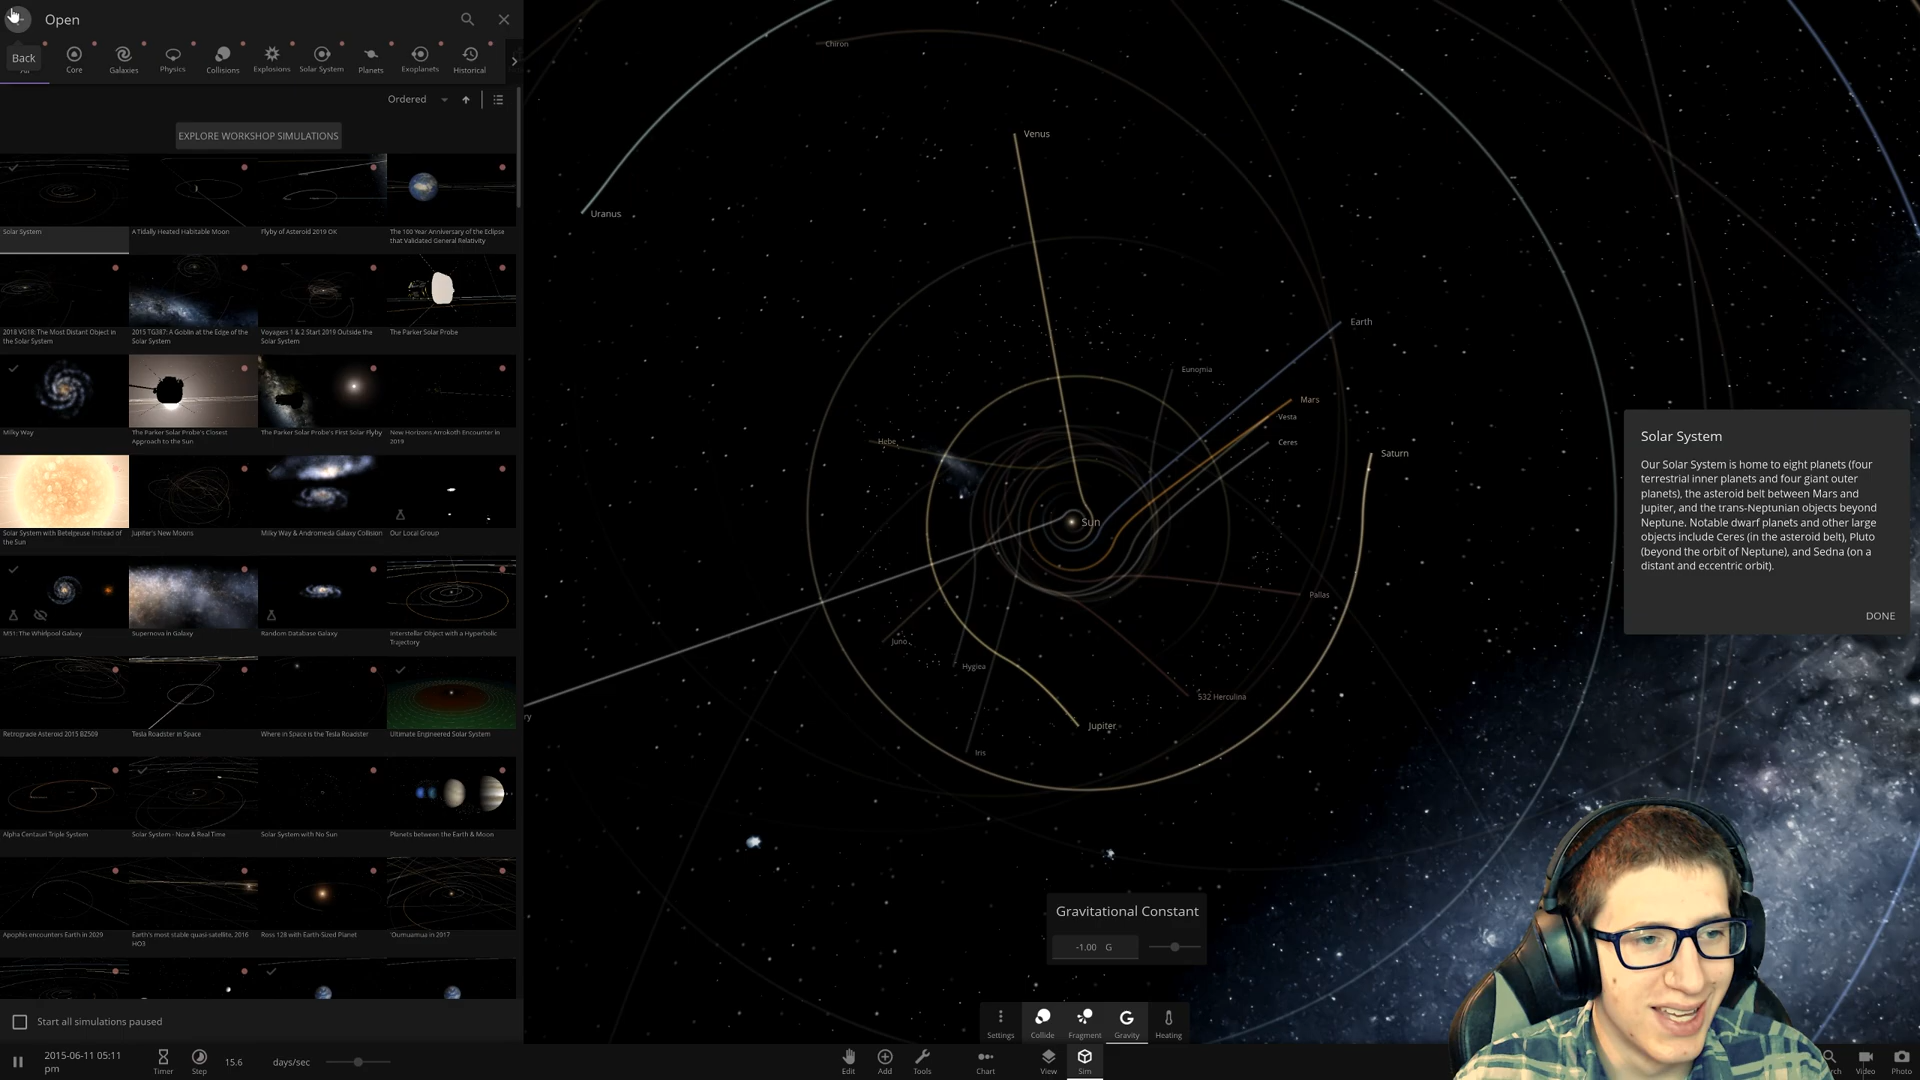 Open
Back
All
Core
Galaxies
Physics
Collisions
Explosions
Solar System
Planets
Exoplanets
Historical
Ordered
EXPLORE WORKSHOP SIMULATIONS
Solar System
A Tidally Heated Habitable Moon
Flyby of Asteroid 2019 OK
The 100 Year Anniversary of the Eclipse
that Validated General Relativity
2018 VG18: The Most Distant Object in
the Solar System
2015 TG387: A Goblin at the Edge of the
Solar System
Voyagers 1 & 2 Start 2019 Outside the
Solar System
The Parker Solar Probe
Milky Way
The Parker Solar Probe's Closest
Approach to the Sun
The Parker Solar Probe's First Solar Flyby
New Horizons Arrokoth Encounter in
2019
Solar System with Betelgeuse Instead of
the Sun
Jupiter's New Moons
Milky Way & Andromeda Galaxy Collision
Our Local Group
M51: The Whirlpool Galaxy
Supernova in Galaxy
Random Database Galaxy
Interstellar Object with a Hyperbolic
Trajectory
Retrograde Asteroid 2015 BZ509
Tesla Roadster in Space
Where in Space is the Tesla Roadster
Ultimate Engineered Solar System
Alpha Centauri Triple System
Solar System - Now & Real Time
Solar System with No Sun
Planets between the Earth & Moon
Apophis encounters Earth in 2029
Earth's most stable quasi-satellite, 2016
HO3
Ross 128 with Earth-Sized Planet
'Oumuamua in 2017
Start all simulations paused
2015-06-11 05:11
pm
Timer
Step
15.6 days/sec
Chiron
Venus
Uranus
Earth
Eunomia
Mars
Vesta
Ceres
Hebe
Saturn
Sun
Pallas
Juno
Hygiea
532 Herculina
ry
Jupiter
Iris
Solar System
Our Solar System is home to eight planets (four
terrestrial inner planets and four giant outer
planets), the asteroid belt between Mars and
Jupiter, and the trans-Neptunian objects beyond
Neptune. Notable dwarf planets and other large
objects include Ceres (in the asteroid belt), Pluto
(beyond the orbit of Neptune), and Sedna (on a
distant and eccentric orbit).
DONE
Gravitational Constant
-1.00 G
Settings
Collide
Fragment
Gravity
Heating
Edit
Add
Tools
Chart
View
Sim
rch
Video
Photo